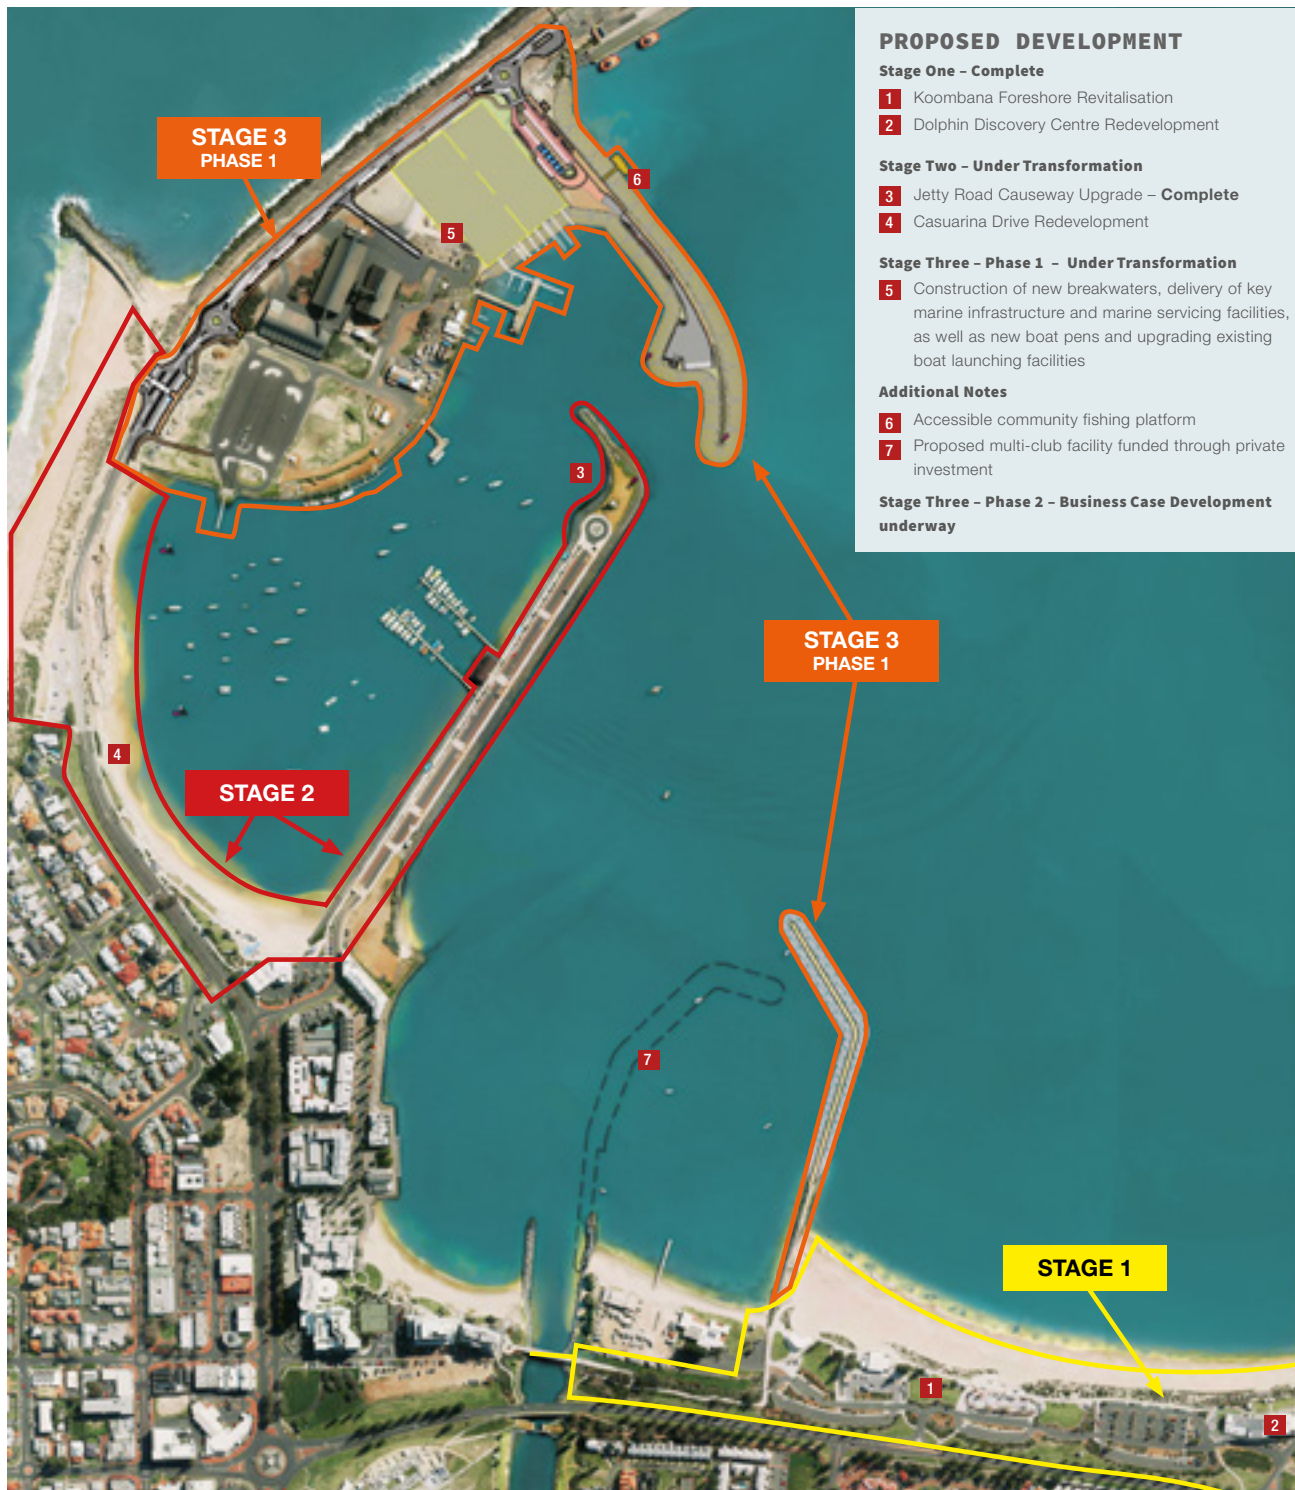 PROPOSED DEVELOPMENT
Stage One – Complete
1 Koombana Foreshore Revitalisation
2 Dolphin Discovery Centre Redevelopment
Stage Two – Under Transformation
3 Jetty Road Causeway Upgrade – Complete
4 Casuarina Drive Redevelopment
Stage Three – Phase 1 – Under Transformation
5 Construction of new breakwaters, delivery of key
marine infrastructure and marine servicing facilities,
as well as new boat pens and upgrading existing
boat launching facilities
Additional Notes
6 Accessible community fishing platform
7 Proposed multi-club facility funded through private
investment
Stage Three – Phase 2 – Business Case Development
underway
STAGE 3
PHASE 1
6
5
3
STAGE 3
PHASE 1
4
STAGE 2
7
STAGE 1
1
2